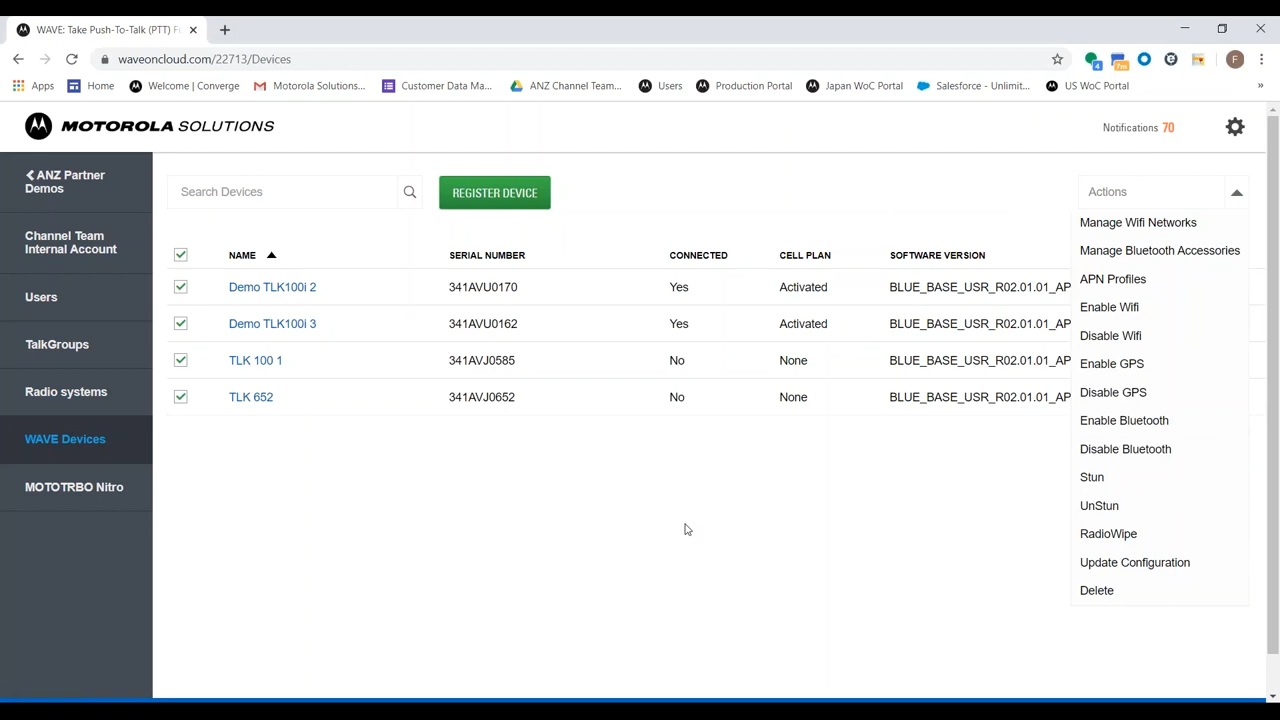 WAVE: Take Push-To-Talk (PTT) F
waveoncloud.com/22713/Devices
4
7m
F
Apps
Home
Welcome | Converge
Motorola Solutions...
Customer Data Ma...
ANZ Channel Team...
Users
Production Portal
Japan WoC Portal
Salesforce - Unlimit...
US WoC Portal
»
MOTOROLA SOLUTIONS
Notifications 70
ANZ Partner
Demos
Channel Team
Internal Account
Users
TalkGroups
Radio systems
WAVE Devices
MOTOTRBO Nitro
Search Devices
REGISTER DEVICE
Actions
NAME SERIAL NUMBER CONNECTED CELL PLAN SOFTWARE VERSION
Demo TLK100i 2 341AVU0170 Yes Activated BLUE_BASE_USR_R02.01.01_AP
Demo TLK100i 3 341AVU0162 Yes Activated BLUE_BASE_USR_R02.01.01_AP
TLK 100 1 341AVJ0585 No None BLUE_BASE_USR_R02.01.01_AP
TLK 652 341AVJ0652 No None BLUE_BASE_USR_R02.01.01_AP
Manage Wifi Networks
Manage Bluetooth Accessories
APN Profiles
Enable Wifi
Disable Wifi
Enable GPS
Disable GPS
Enable Bluetooth
Disable Bluetooth
Stun
UnStun
RadioWipe
Update Configuration
Delete